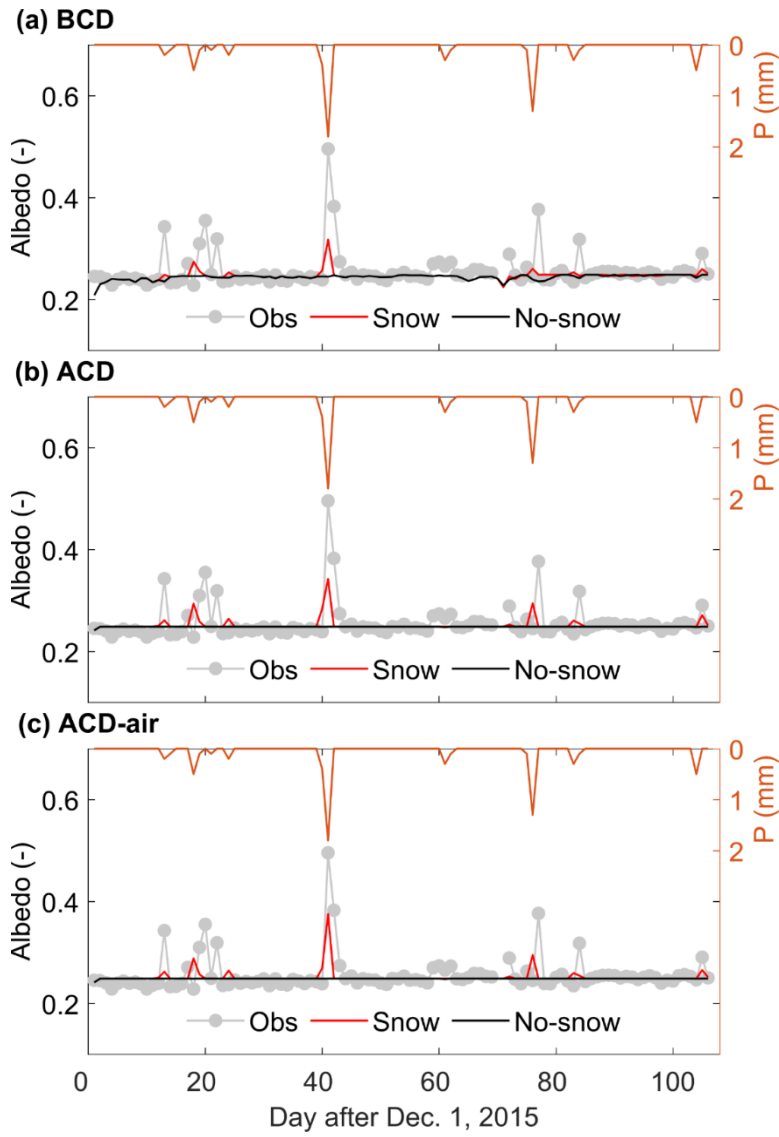 (a) BCD
0
0.6
1
2
0.4
0.2
Albedo (-)
P (mm)
Obs Snow No-snow
(b) ACD
0
0.6
1
2
0.4
0.2
Albedo (-)
P (mm)
Obs Snow No-snow
(c) ACD-air
0
0.6
1
2
0.4
0.2
Albedo (-)
P (mm)
Obs Snow No-snow
0 20 40 60 80 100
Day after Dec. 1, 2015